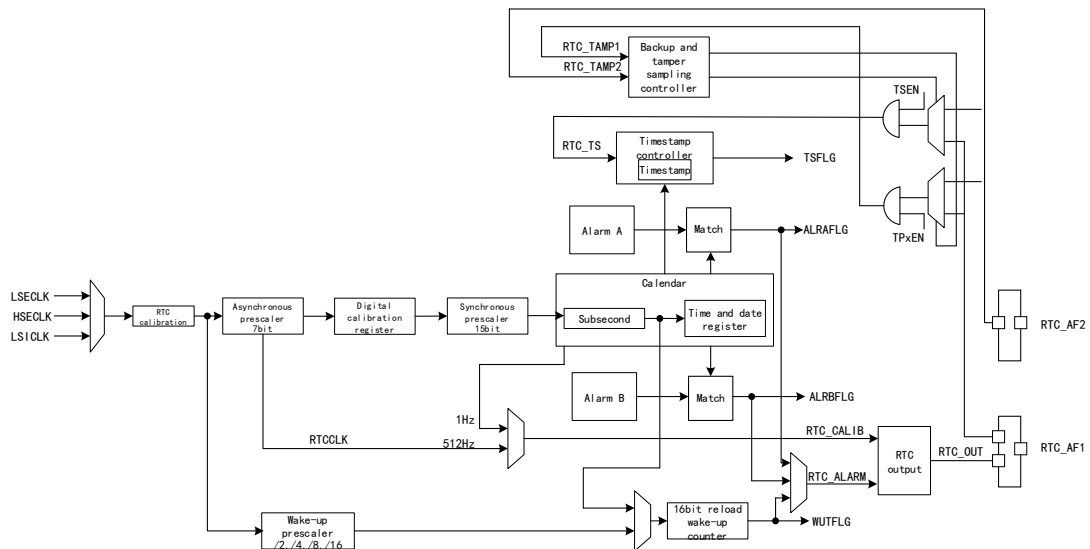 RTC_TAMP1
RTC_TAMP2
Backup and
tamper
sampling
controller
TSEN
RTC_TS
Timestamp
controller
Timestamp
TSFLG
TPxEN
Alarm A
Match
ALRAFLG
Calendar
LSECLK
HSECLK
LSICLK
RTC
calibration
Asynchronous
prescaler
7bit
Digital
calibration
register
Synchronous
prescaler
15bit
Subsecond
Time and date
register
RTC_AF2
Alarm B
Match
ALRBFLG
1Hz
RTCCLK
512Hz
RTC_CALIB
RTC
output
RTC_OUT
RTC_AF1
RTC_ALARM
Wake-up
prescaler
/2,/4,/8,/16
16bit reload
wake-up
counter
WUTFLG